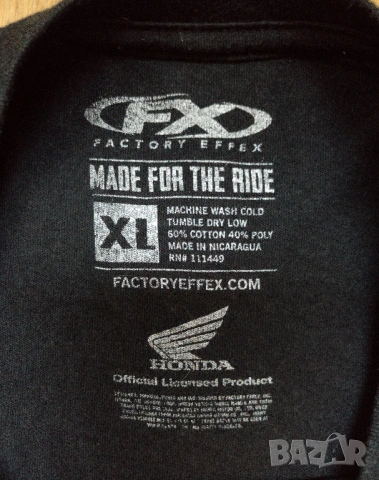 FX
FACTORY EFFEX
MADE FOR THE RIDE
XL
MACHINE WASH COLD
TUMBLE DRY LOW
60% COTTON 40% POLY
MADE IN NICARAGUA
RN# 111449
FACTORYEFFEX.COM
HONDA
Official Licensed Product
BAZAR